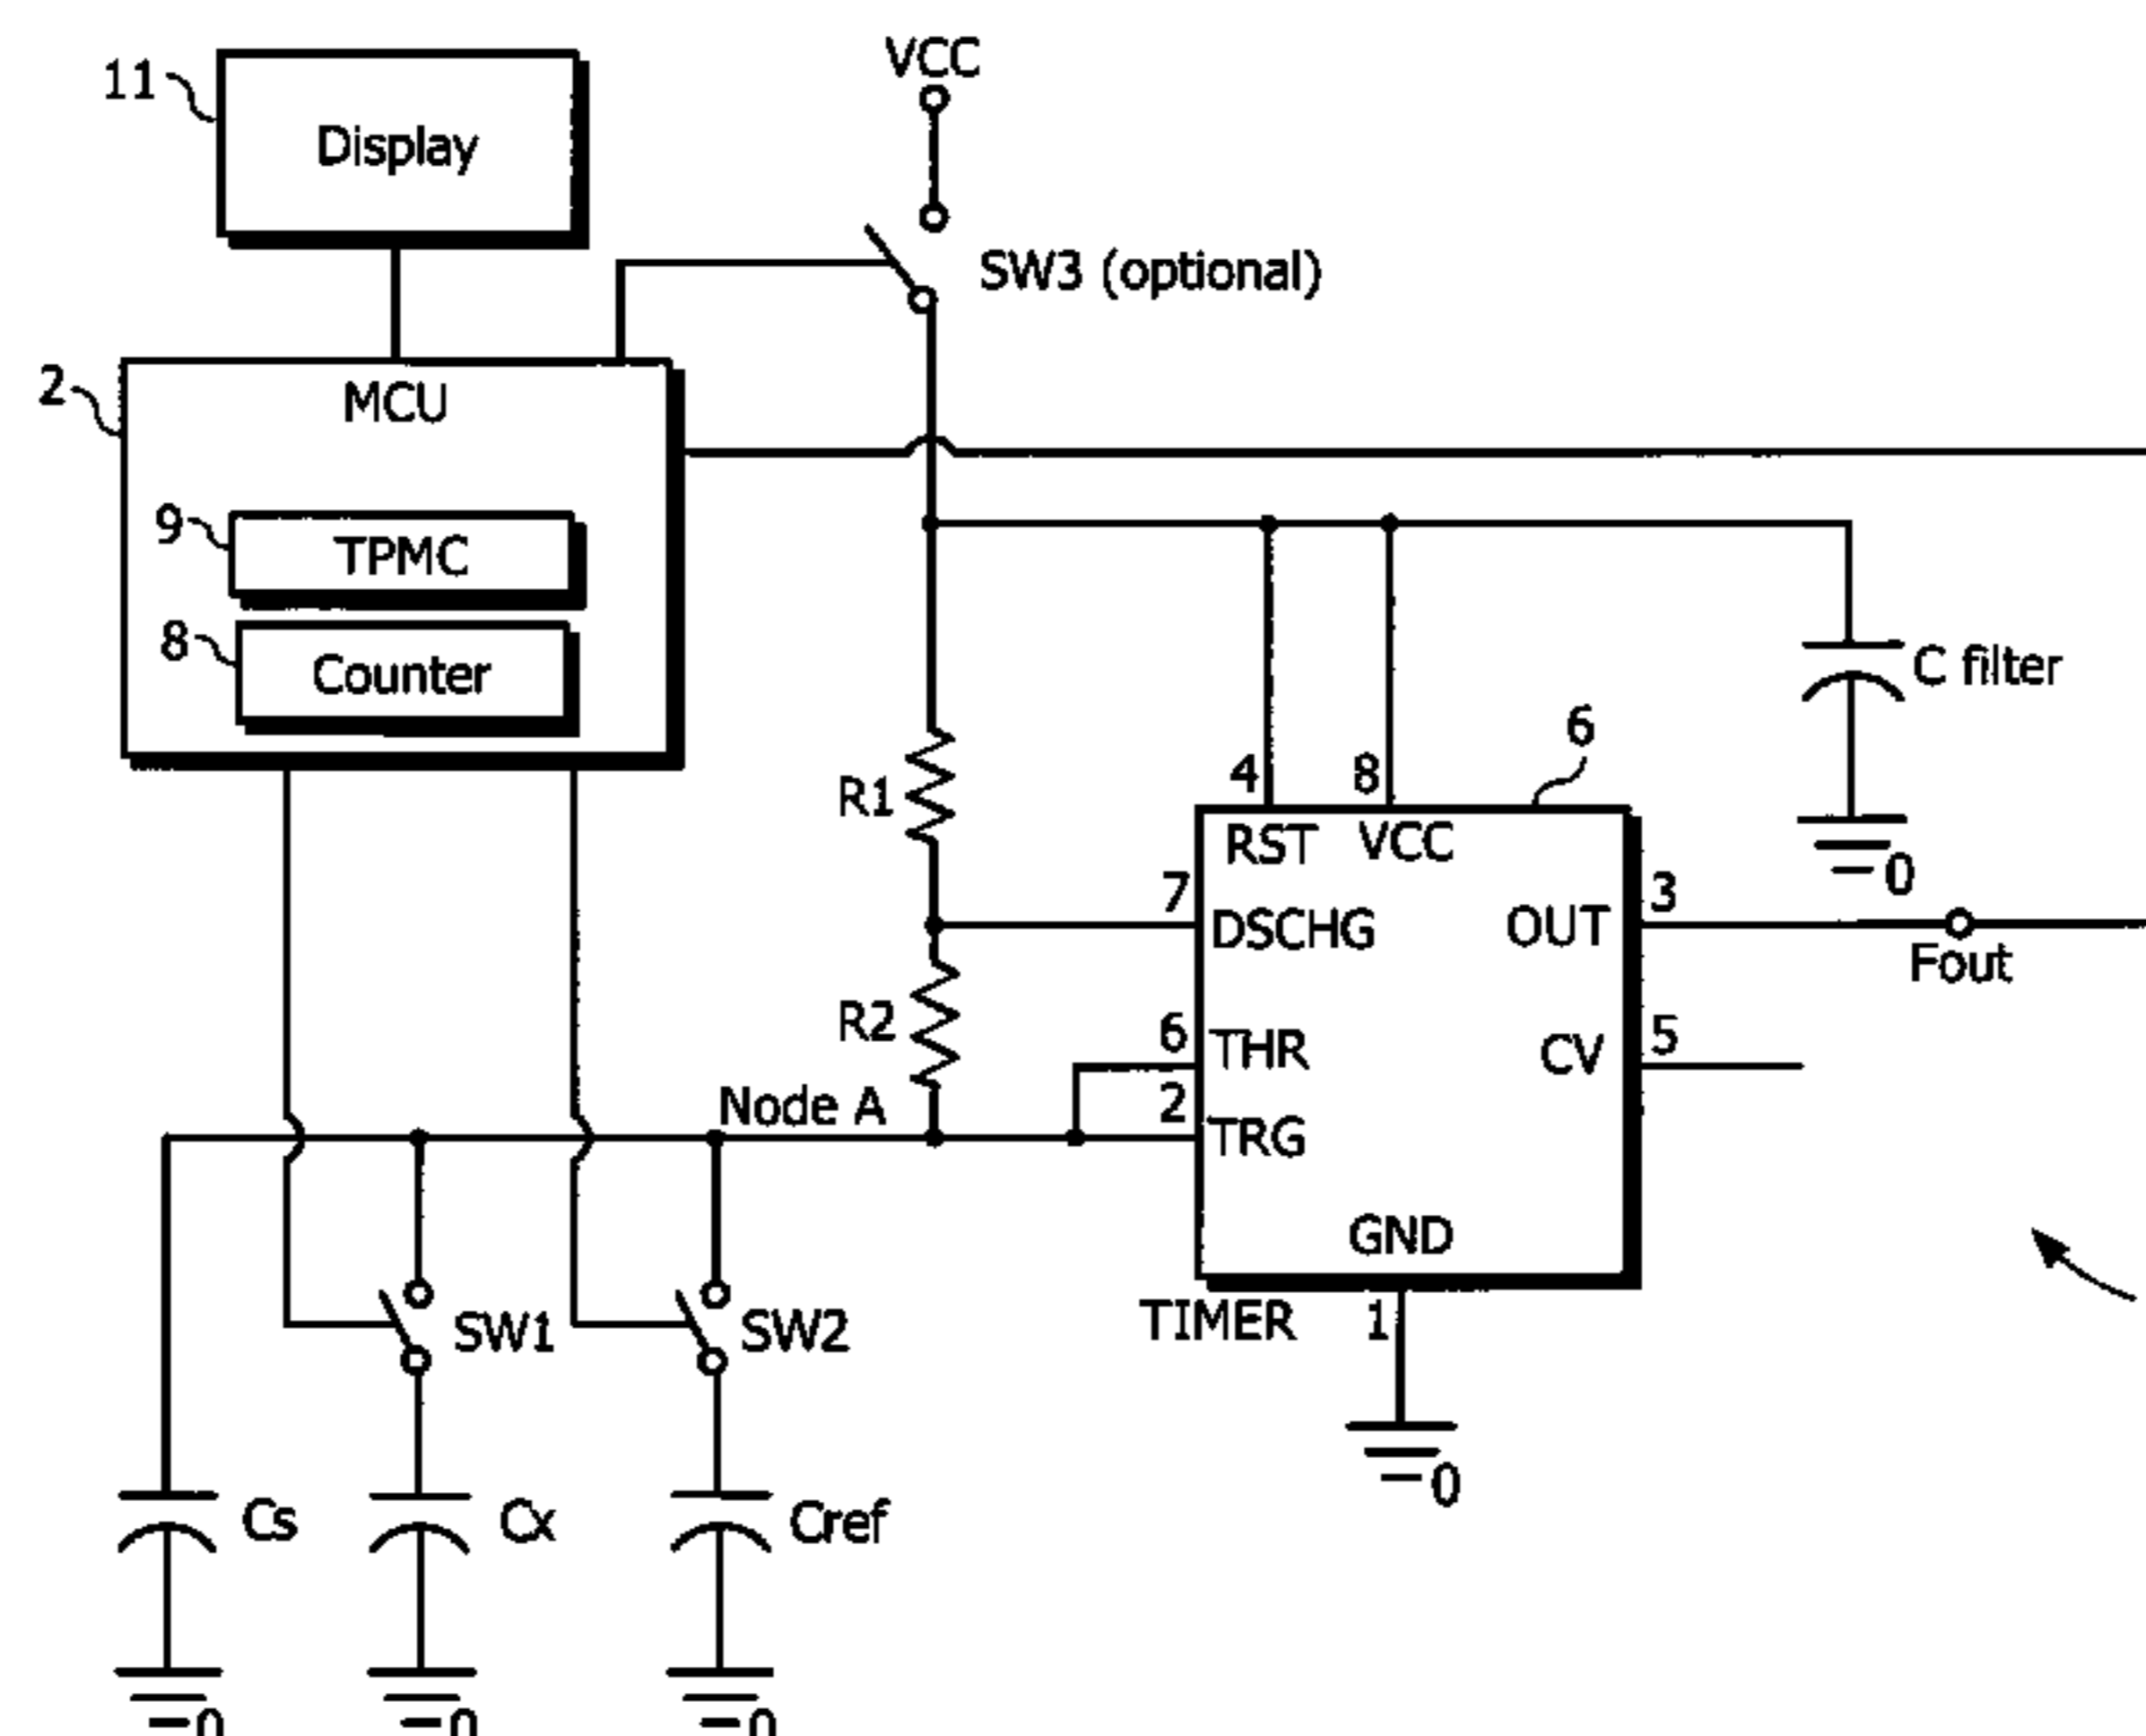 VCC
11
Display
SW3 (optional)
2
MCU
9
TPMC
8
Counter
C filter
6
4
8
R1
RST
VCC
0
7
3
DSCHG
OUT
Fout
R2
6
THR
CV
5
Node A
2
TRG
GND
SW1
SW2
TIMER
1
0
Cs
Cx
Cref
0
0
0